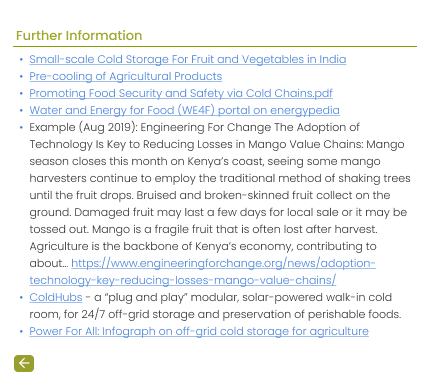 Further Information
• Small-scale Cold Storage For Fruit and Vegetables in India
• Pre-cooling of Agricultural Products
• Promoting Food Security and Safety via Cold Chains.pdf
• Water and Energy for Food (WE4F) portal on energypedia
• Example (Aug 2019): Engineering For Change The Adoption of
Technology Is Key to Reducing Losses in Mango Value Chains: Mango
season closes this month on Kenya's coast, seeing some mango
harvesters continue to employ the traditional method of shaking trees
until the fruit drops. Bruised and broken-skinned fruit collect on the
ground. Damaged fruit may last a few days for local sale or it may be
tossed out. Mango is a fragile fruit that is often lost after harvest.
Agriculture is the backbone of Kenya's economy, contributing to
about... https://www.engineeringforchange.org/news/adoption-
technology-key-reducing-losses-mango-value-chains/
• ColdHubs - a "plug and play" modular, solar-powered walk-in cold
room, for 24/7 off-grid storage and preservation of perishable foods.
• Power For All: Infograph on off-grid cold storage for agriculture